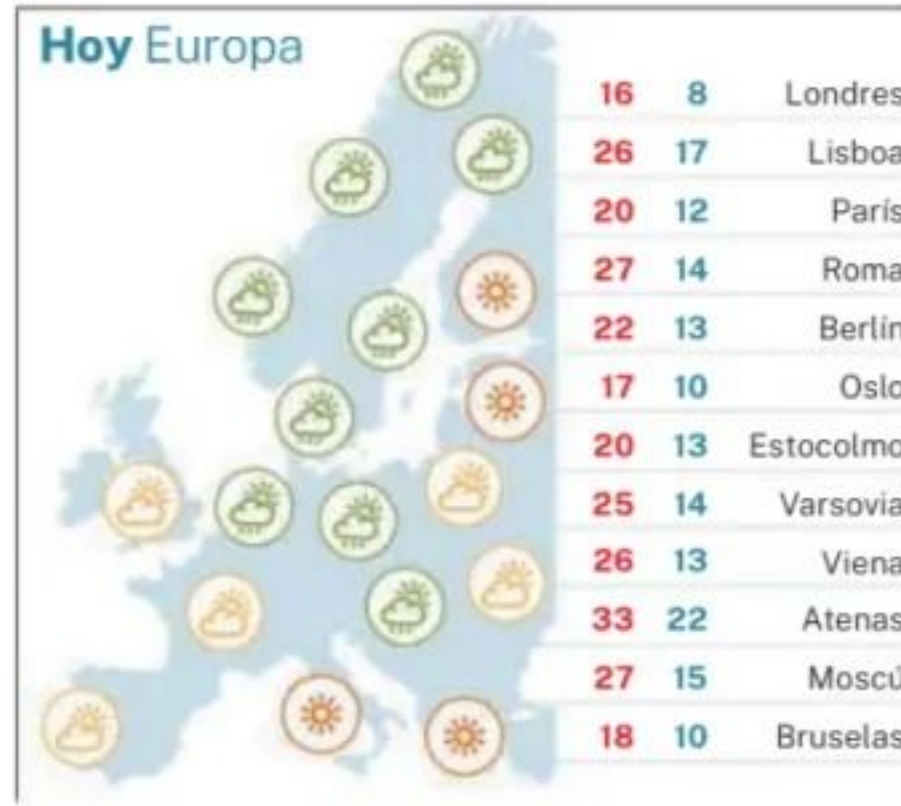 Hoy Europa
16 8 Londres
26 17 Lisboa
20 12 París
27 14 Roma
22 13 Berlín
17 10 Oslo
20 13 Estocolmo
25 14 Varsovia
26 13 Viena
33 22 Atenas
27 15 Moscú
18 10 Bruselas